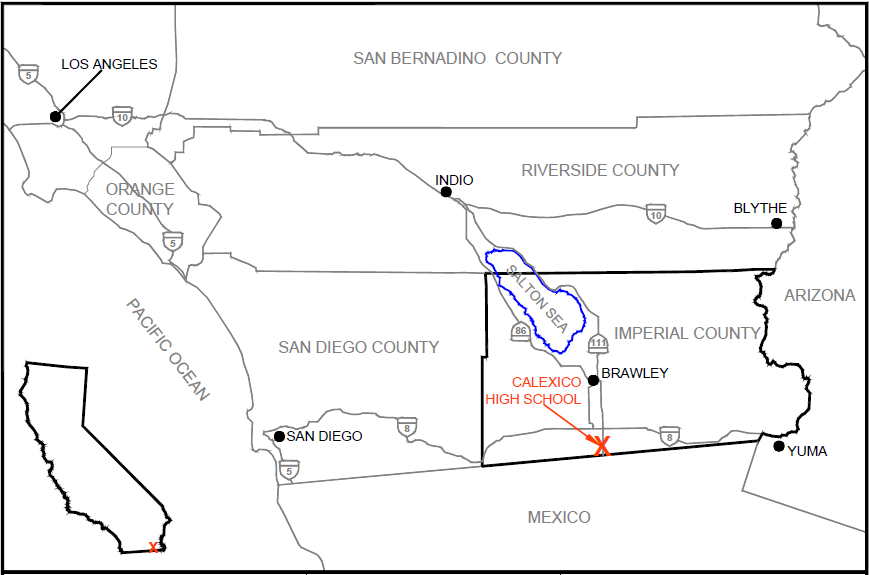 LOS ANGELES
SAN BERNADINO COUNTY
5
10
INDIO
RIVERSIDE COUNTY
ORANGE
COUNTY
10
BLYTHE
5
SALTON SEA
ARIZONA
PACIFIC OCEAN
SAN DIEGO COUNTY
86
111
IMPERIAL COUNTY
BRAWLEY
CALEXICO
HIGH SCHOOL
8
SAN DIEGO
8
X
YUMA
5
MEXICO
X